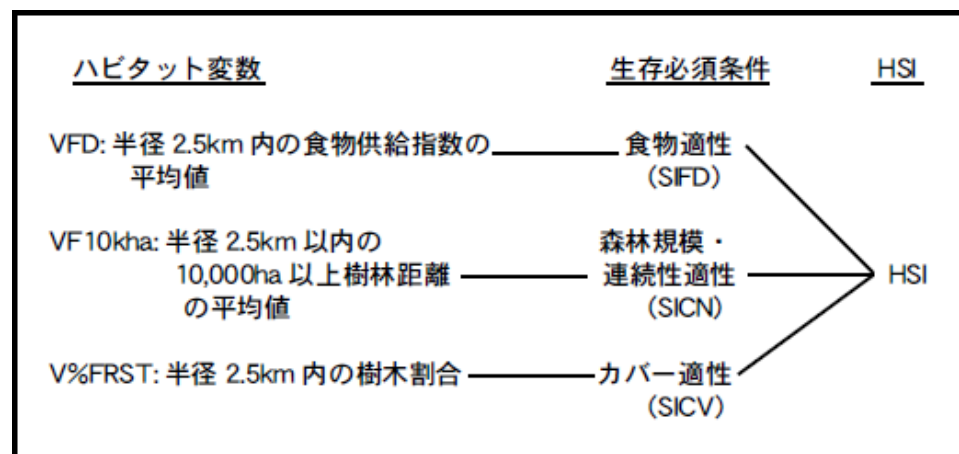 ハビタット変数 生存必須条件 HSI
VFD: 半径 2.5km 内の食物供給指数の 食物適性
平均値 (SIFD)
VF10kha: 半径 2.5km 以内の 森林規模・
10,000ha 以上樹林距離 連続性適性 HSI
の平均値 (SICN)
V%FRST: 半径 2.5km 内の樹木割合 カバー適性
(SICV)